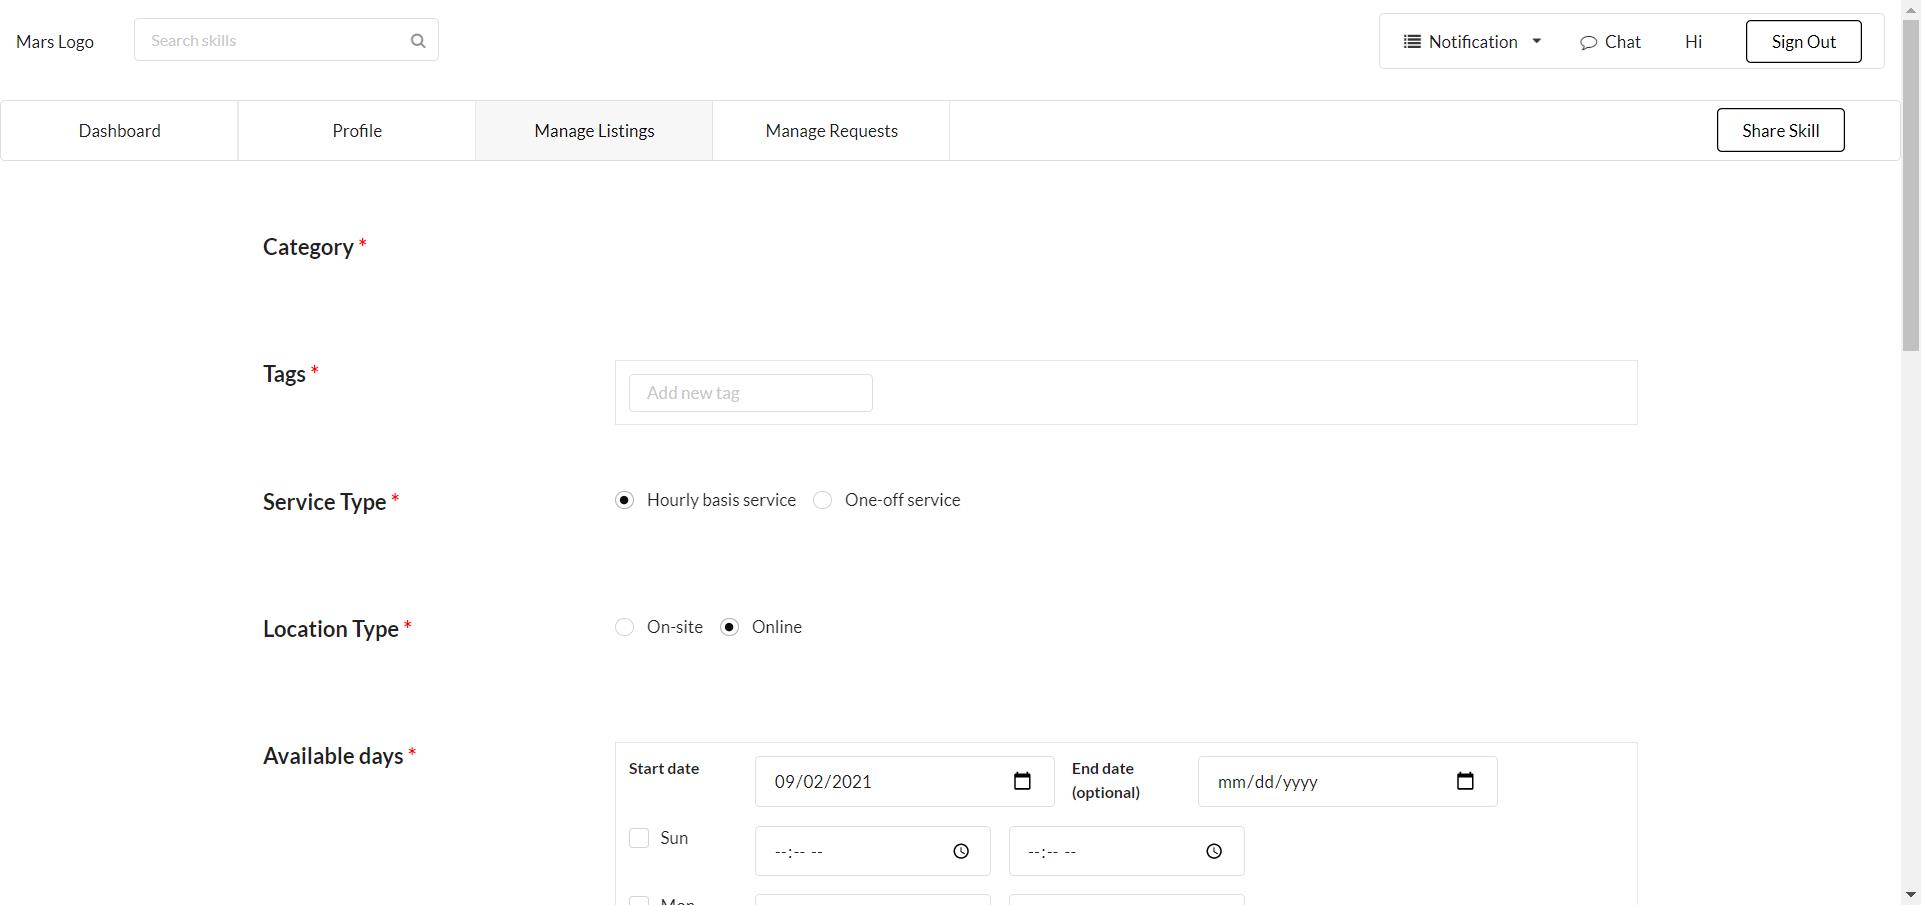 Mars Logo
Search skills
Notification
Chat
Hi
Sign Out
Dashboard
Profile
Manage Listings
Manage Requests
Share Skill
Category *
Tags *
Add new tag
Service Type *
Hourly basis service
One-off service
Location Type *
On-site
Online
Available days *
Start date
09/02/2021
End date
(optional)
mm/dd/yyyy
Sun
--:-- --
--:-- --
Mon